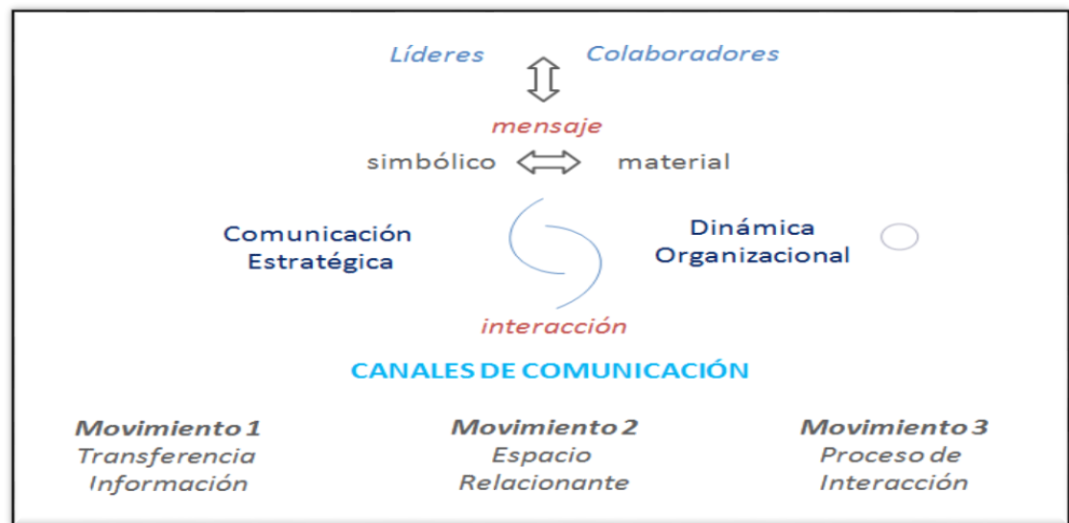 Líderes Colaboradores
mensaje
simbólico material
Comunicación Estratégica
Dinámica Organizacional
interacción
CANALES DE COMUNICACIÓN
Movimiento 1
Transferencia
Información
Movimiento 2
Espacio
Relacionante
Movimiento 3
Proceso de
Interacción